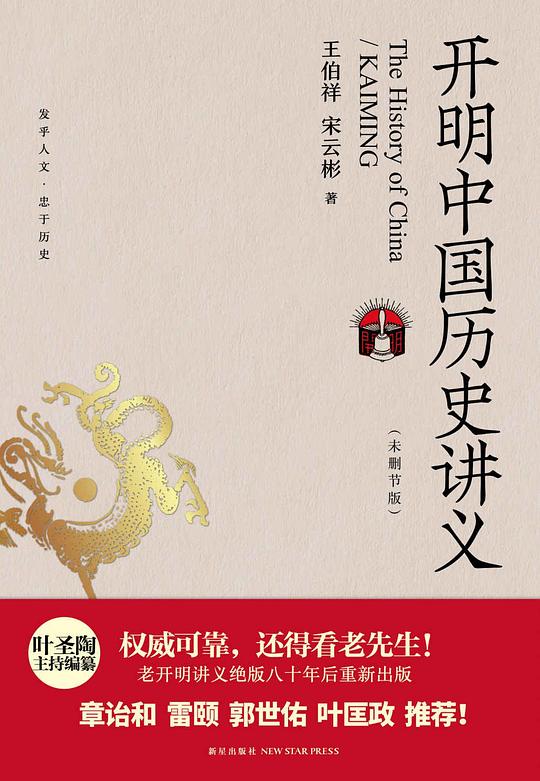 开明中国历史讲义
（未删节版）
The History of China
/ KAIMING
王伯祥 宋云彬 著
開明
发乎人文·忠于历史
叶圣陶
主持编纂
权威可靠，还得看老先生！
老开明讲义绝版八十年后重新出版
章诒和 雷颐 郭世佑 叶匡政 推荐！
新星出版社 NEW STAR PRESS